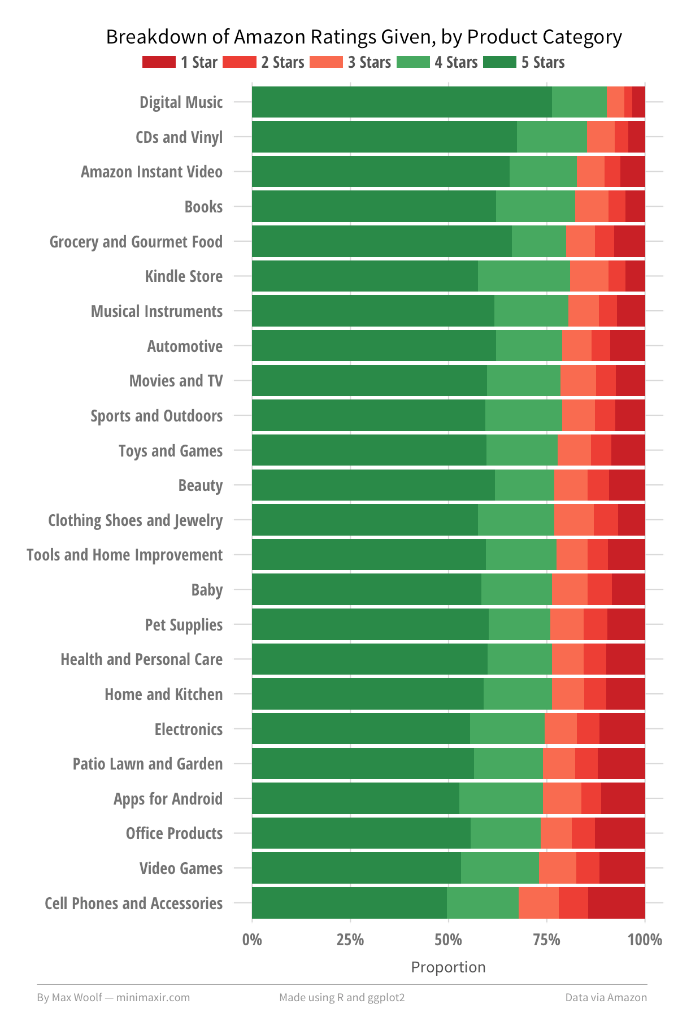 Breakdown of Amazon Ratings Given, by Product Category
1 Star 2 Stars 3 Stars 4 Stars 5 Stars
Digital Music
CDs and Vinyl
Amazon Instant Video
Books
Grocery and Gourmet Food
Kindle Store
Musical Instruments
Automotive
Movies and TV
Sports and Outdoors
Toys and Games
Beauty
Clothing Shoes and Jewelry
Tools and Home Improvement
Baby
Pet Supplies
Health and Personal Care
Home and Kitchen
Electronics
Patio Lawn and Garden
Apps for Android
Office Products
Video Games
Cell Phones and Accessories
0% 25% 50% 75% 100%
Proportion
By Max Woolf — minimaxir.com Made using R and ggplot2 Data via Amazon